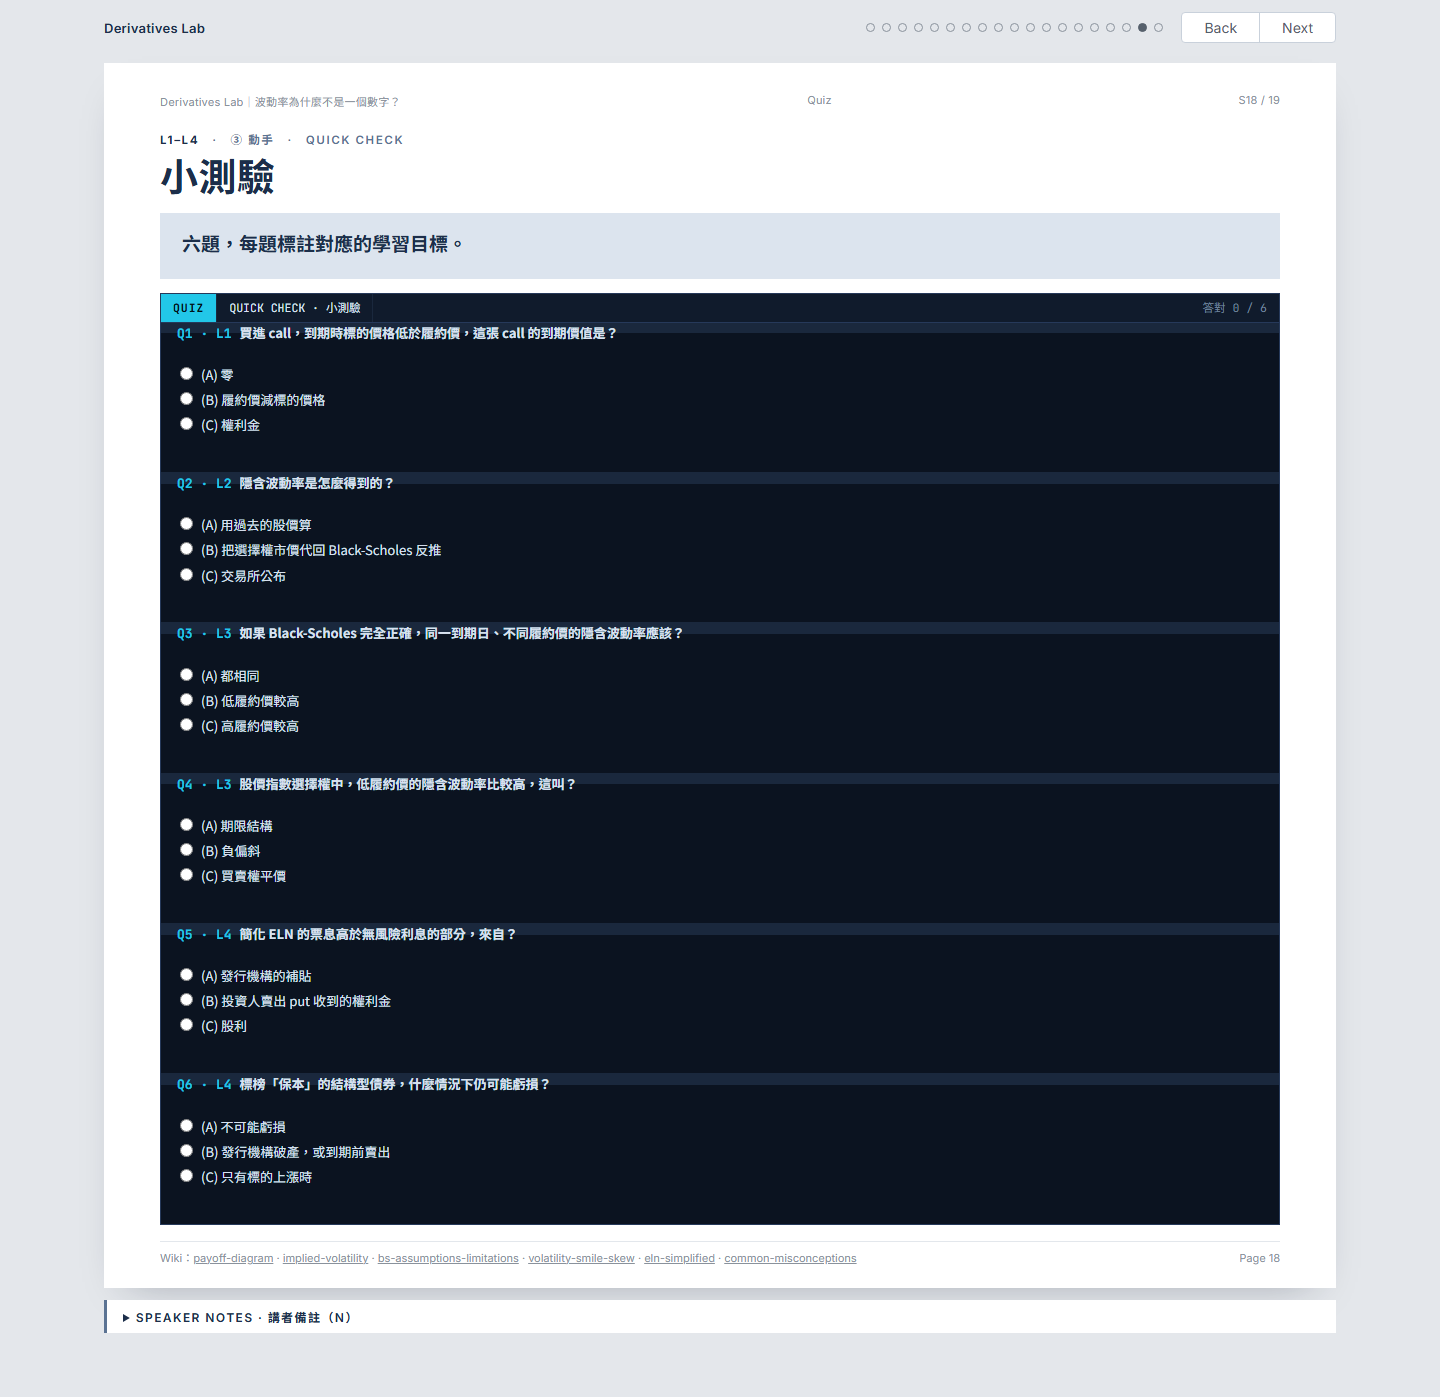 Derivatives Lab
Back
Next
Derivatives Lab | 波動率為什麼不是一個數字？
Quiz
S18 / 19
L1–L4 · ③ 動手 · QUICK CHECK
小測驗
六題，每題標註對應的學習目標。
QUIZ
QUICK CHECK · 小測驗
答對 0 / 6
Q1 · L1 買進 call，到期時標的價格低於履約價，這張 call 的到期價值是？
(A) 零
(B) 履約價減標的價格
(C) 權利金
Q2 · L2 隱含波動率是怎麼得到的？
(A) 用過去的股價算
(B) 把選擇權市價代回 Black-Scholes 反推
(C) 交易所公布
Q3 · L3 如果 Black-Scholes 完全正確，同一到期日、不同履約價的隱含波動率應該？
(A) 都相同
(B) 低履約價較高
(C) 高履約價較高
Q4 · L3 股價指數選擇權中，低履約價的隱含波動率比較高，這叫？
(A) 期限結構
(B) 負偏斜
(C) 買賣權平價
Q5 · L4 簡化 ELN 的票息高於無風險利息的部分，來自？
(A) 發行機構的補貼
(B) 投資人賣出 put 收到的權利金
(C) 股利
Q6 · L4 標榜「保本」的結構型債券，什麼情況下仍可能虧損？
(A) 不可能虧損
(B) 發行機構破產，或到期前賣出
(C) 只有標的上漲時
Wiki：payoff-diagram · implied-volatility · bs-assumptions-limitations · volatility-smile-skew · eln-simplified · common-misconceptions
Page 18
▶ SPEAKER NOTES · 講者備註（N）